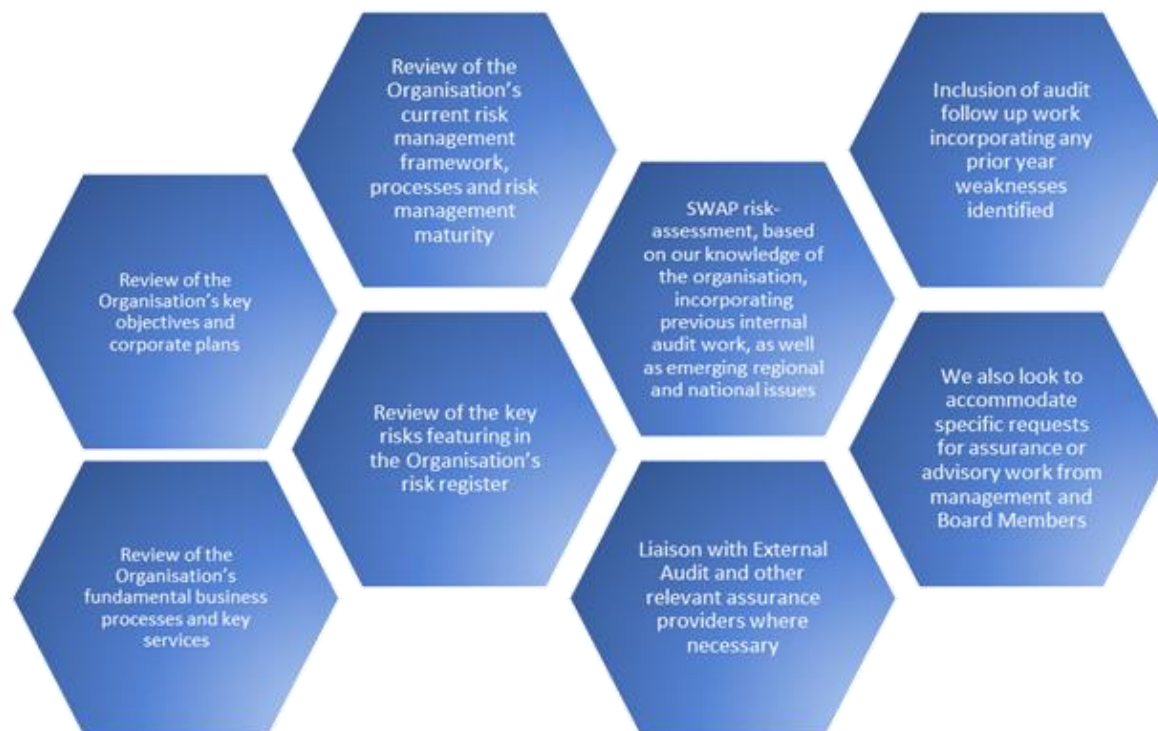 Review of the
Organisation's
current risk
management
framework,
processes and risk
management
maturity
Inclusion of audit
follow up work
incorporating any
prior year
weaknesses
identified
Review of the
Organisation's key
objectives and
corporate plans
SWAP risk-
assessment, based
on our knowledge of
the organisation,
incorporating
previous internal
audit work, as well
as emerging regional
and national issues
Review of the key
risks featuring in
the Organisation's
risk register
We also look to
accommodate
specific requests
for assurance or
advisory work from
management and
Board Members
Review of the
Organisation's
fundamental business
processes and key
services
Liaison with External
Audit and other
relevant assurance
providers where
necessary